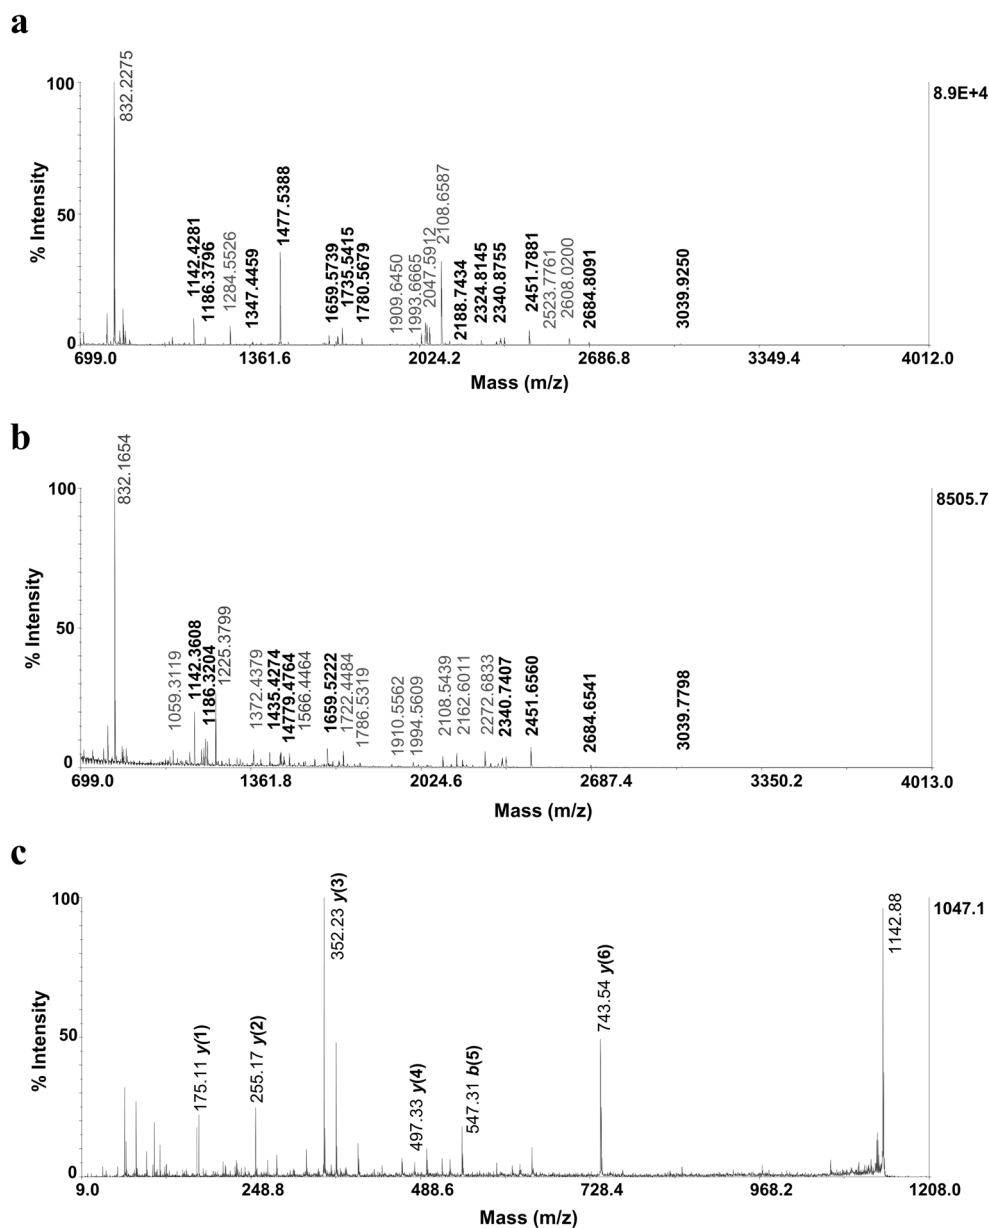 a
832.2275
100
8.9E+4
2108.6587
1477.5388
1142.4281
1186.3796
1284.5526
1347.4459
1659.5739
1735.5415
1780.5679
1909.6450
1993.6665
2047.5912
2188.7434
2324.8145
2340.8755
2451.7881
2523.7761
2608.0200
2684.8091
3039.9250
50
% Intensity
0
699.0 1361.6 2024.2 2686.8 3349.4 4012.0
Mass (m/z)
b
832.1654
100
8505.7
50
% Intensity
1059.3119
1142.3608
1186.3204
1225.3799
1372.4379
1435.4274
14779.4764
1566.4464
1659.5222
1722.4484
1786.5319
1910.5562
1994.5609
2108.5439
2162.6011
2272.6833
2340.7407
2451.6560
2684.6541
3039.7798
0
699.0 1361.8 2024.6 2687.4 3350.2 4013.0
Mass (m/z)
c
100
352.23 y(3)
1142.88
1047.1
743.54 y(6)
50
% Intensity
175.11 y(1)
255.17 y(2)
497.33 y(4)
547.31 b(5)
0
9.0 248.8 488.6 728.4 968.2 1208.0
Mass (m/z)